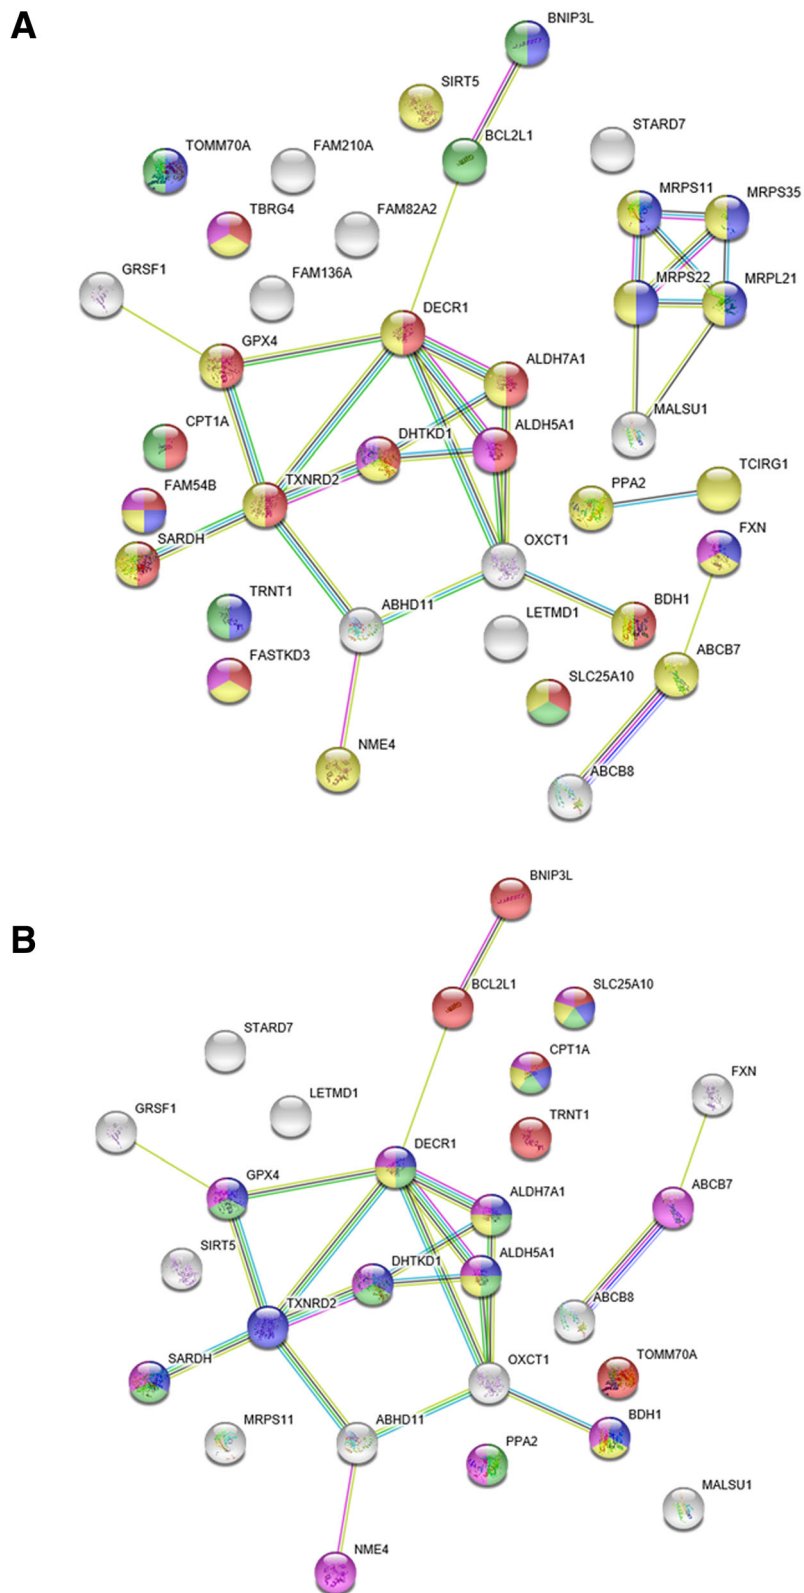 A
BNIP3L
SIRT5
BCL2L1
STARD7
TOMM70A
FAM210A
MRPS11
MRPS35
TBRG4
FAM82A2
GRSF1
FAM136A
MRPS22
MRPL21
DECR1
GPX4
ALDH7A1
MALSU1
CPT1A
DHTKD1
ALDH5A1
TXNRD2
PPA2
TCIRG1
FAM54B
SARDH
OXCT1
FXN
TRNT1
ABHD11
LETMD1
BDH1
FASTKD3
SLC25A10
ABCB7
NME4
ABCB8
B
BNIP3L
BCL2L1
SLC25A10
STARD7
CPT1A
LETMD1
FXN
GRSF1
TRNT1
DECR1
GPX4
ALDH7A1
ABCB7
SIRT5
DHTKD1
ALDH5A1
TXNRD2
ABCB8
SARDH
OXCT1
TOMM70A
MRPS11
ABHD11
BDH1
PPA2
MALSU1
NME4